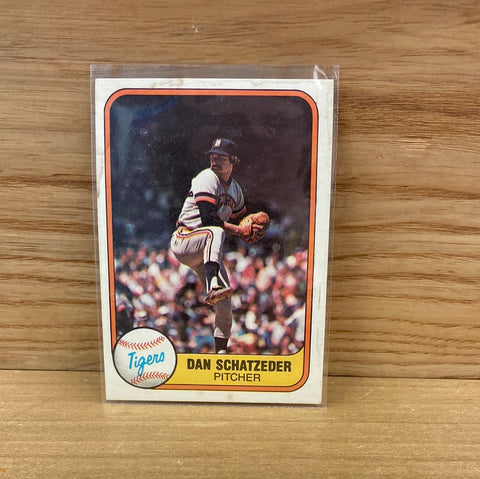 Tigers
DAN SCHATZEDER
PITCHER